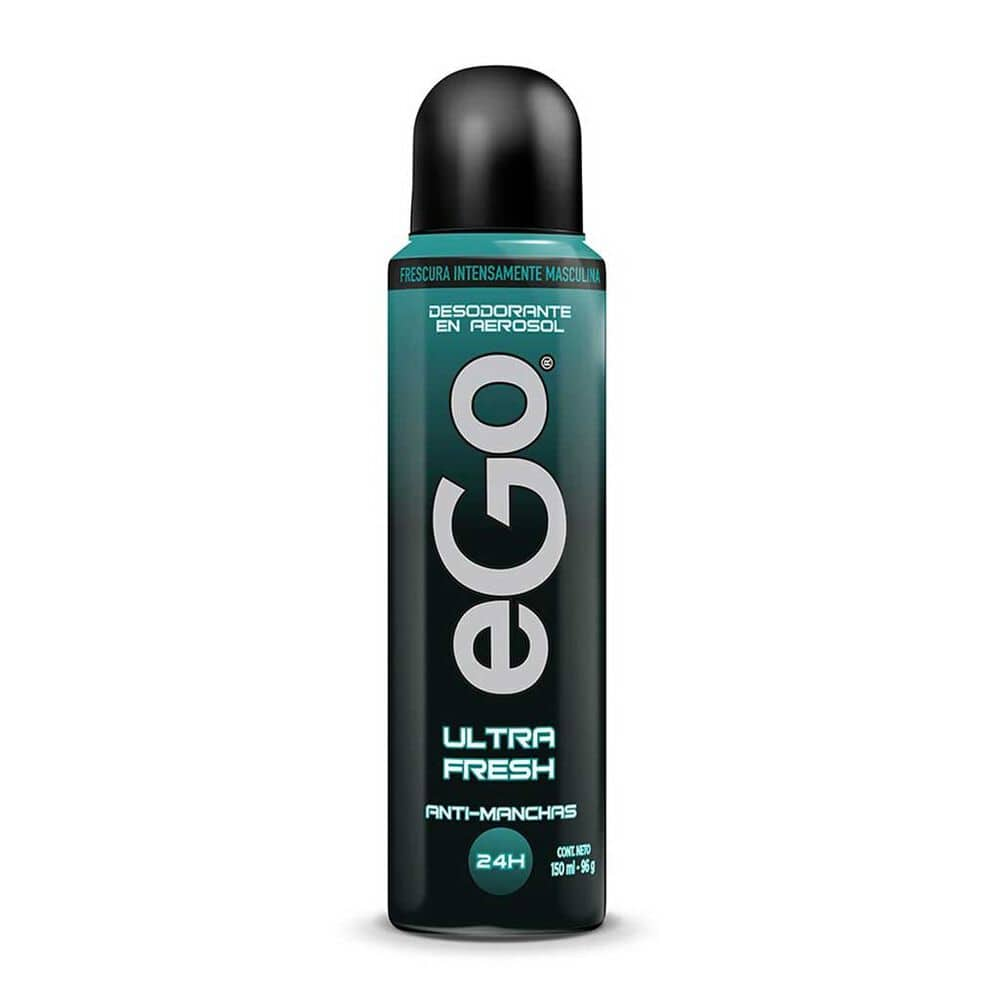 FRESCURA INTENSAMENTE MASCULINA
DESODORANTE
EN AEROSOL
eGo®
ULTRA
FRESH
ANTI-MANCHAS
24H
CONT. NETO
150 ml - 96 g